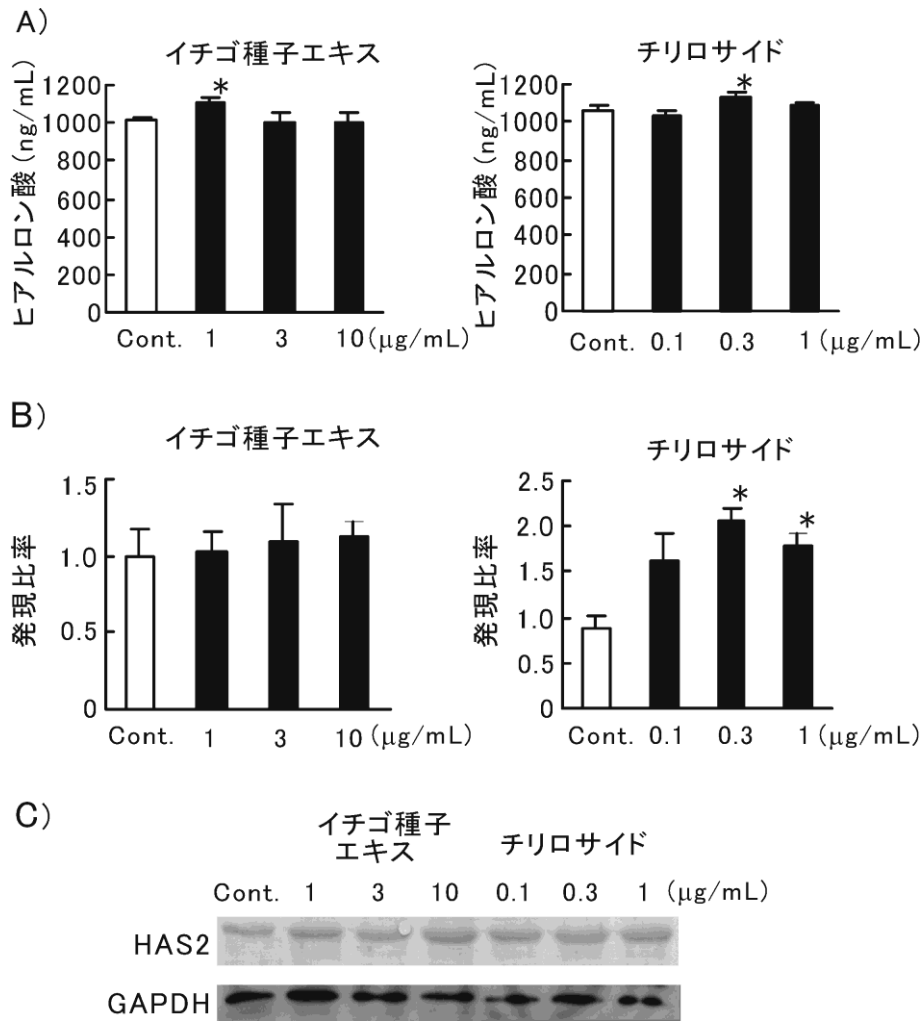 A)
イチゴ種子エキス
ヒアルロン酸(ng/mL)
1200
1000
800
600
400
200
0
*
Cont. 1 3 10(μg/mL)
チリロサイド
ヒアルロン酸(ng/mL)
1200
1000
800
600
400
200
0
*
Cont. 0.1 0.3 1(μg/mL)
B)
イチゴ種子エキス
発現比率
1.5
1.0
0.5
0
Cont. 1 3 10(μg/mL)
チリロサイド
発現比率
2.5
2.0
1.5
1.0
0.5
0
*
*
Cont. 0.1 0.3 1(μg/mL)
C)
イチゴ種子
エキス
チリロサイド
Cont. 1 3 10 0.1 0.3 1 (μg/mL)
HAS2
GAPDH